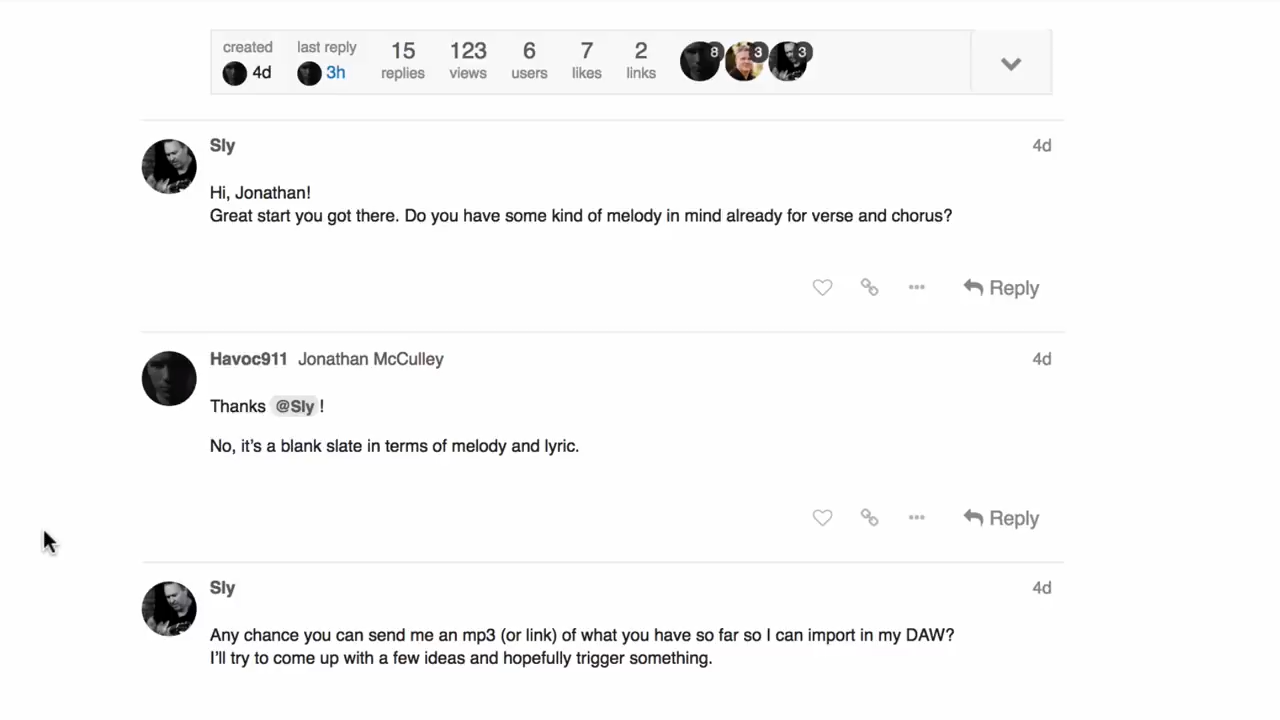 created last reply 15 123 6 7 2 8 3 3
4d 3h replies views users likes links
Sly 4d
Hi, Jonathan!
Great start you got there. Do you have some kind of melody in mind already for verse and chorus?
Reply
Havoc911 Jonathan McCulley 4d
Thanks @Sly !
No, it's a blank slate in terms of melody and lyric.
Reply
Sly 4d
Any chance you can send me an mp3 (or link) of what you have so far so I can import in my DAW?
I'll try to come up with a few ideas and hopefully trigger something.